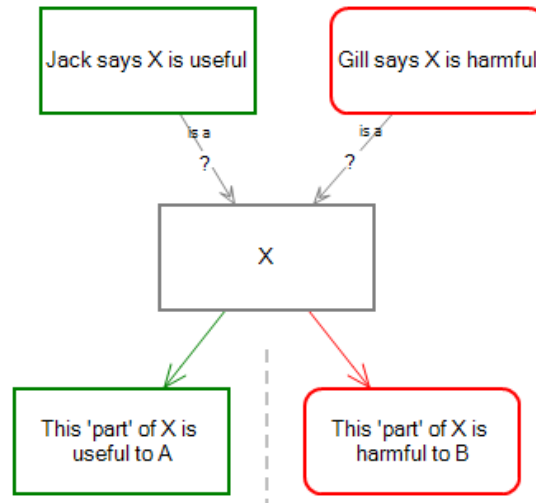 Jack says X is useful
Gill says X is harmful
is a
?
is a
?
X
This 'part' of X is
useful to A
This 'part' of X is
harmful to B